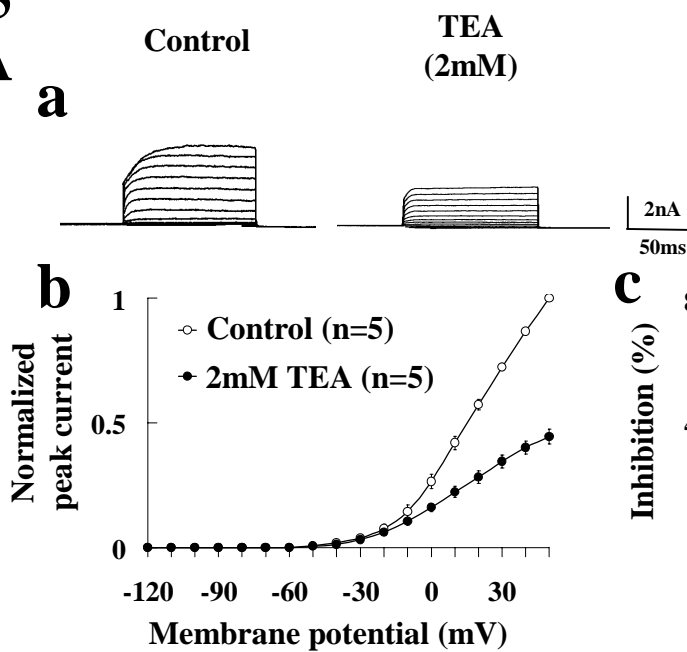 Control
TEA
(2mM)
a
2nA
50ms
b
c
1
0.5
0
Normalized
peak current
Control (n=5)
2mM TEA (n=5)
Inhibition (%)
-120 -90 -60 -30 0 30
Membrane potential (mV)